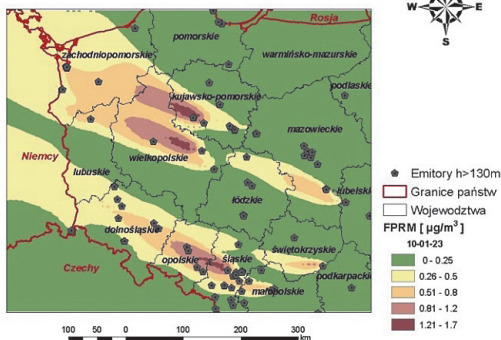 W
E
S
Rosja
pomorskie
zachodniopomorskie
warmińsko-mazurskie
podlaskie
kujawsko-pomorskie
mazowieckie
Niemcy
wielkopolskie
lubuskie
lubelskie
łódzkie
dolnośląskie
świętokrzyskie
opolskie
śląskie
Czechy
podkarpackie
małopolskie
Emitory h>130m
Granice państw
Województwa
FPRM [ µg/m³ ]
10-01-23
0 - 0.25
0.26 - 0.5
0.51 - 0.8
0.81 - 1.2
1.21 - 1.7
100 50 0 100 200 300
km